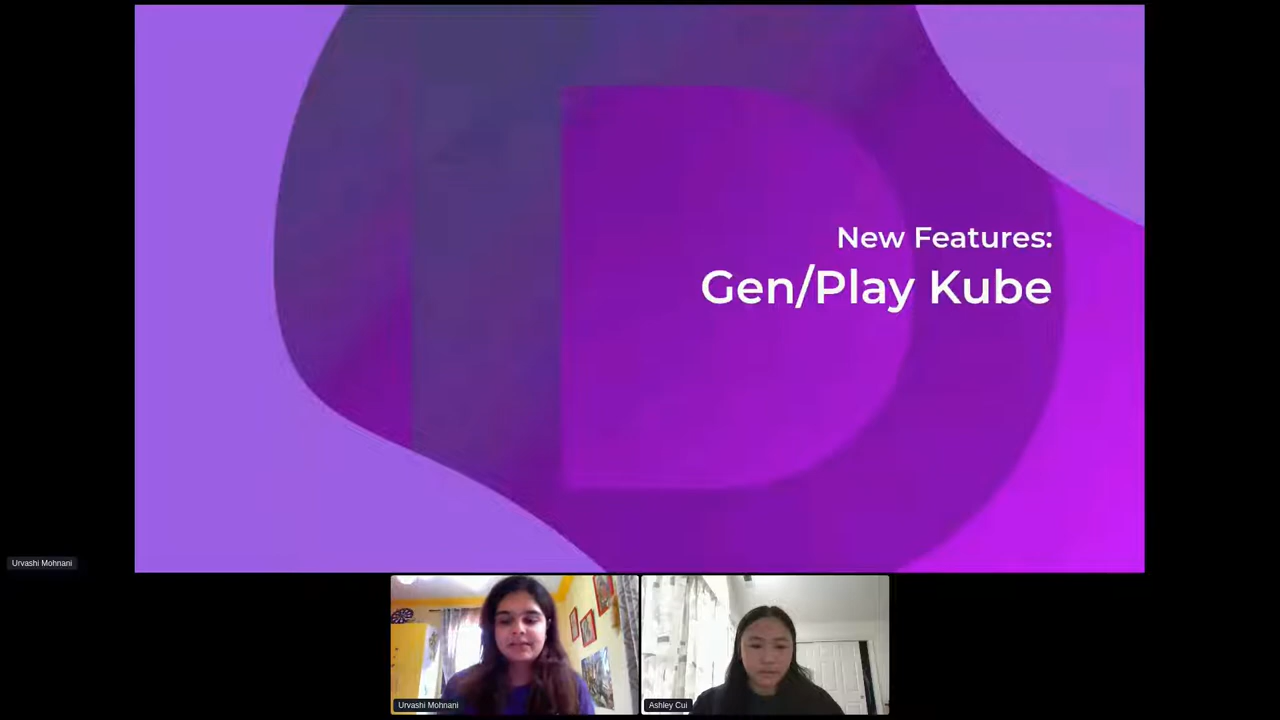 New Features:
Gen/Play Kube
Urvashi Mohnani
Urvashi Mohnani
Ashley Cui